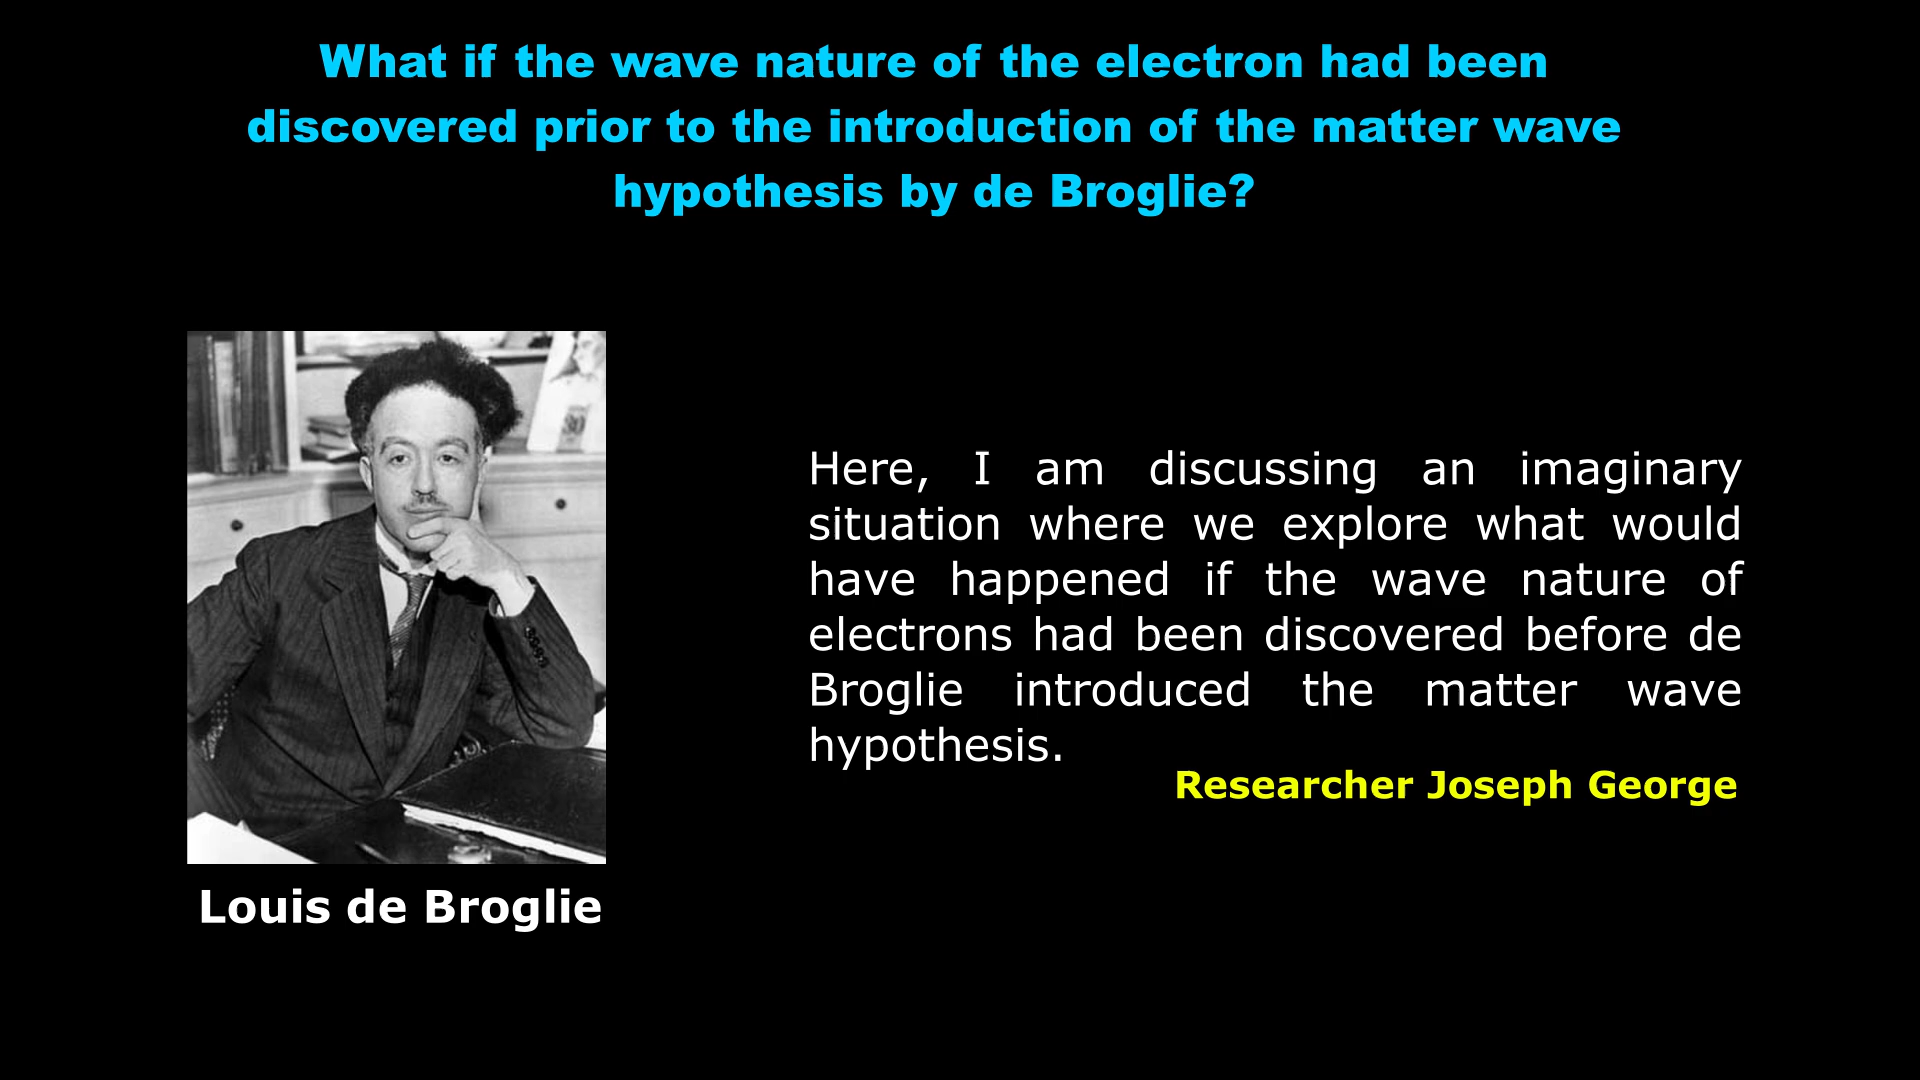 What if the wave nature of the electron had been
discovered prior to the introduction of the matter wave
hypothesis by de Broglie?
Here, I am discussing an imaginary
situation where we explore what would
have happened if the wave nature of
electrons had been discovered before de
Broglie introduced the matter wave
hypothesis.
Researcher Joseph George
Louis de Broglie